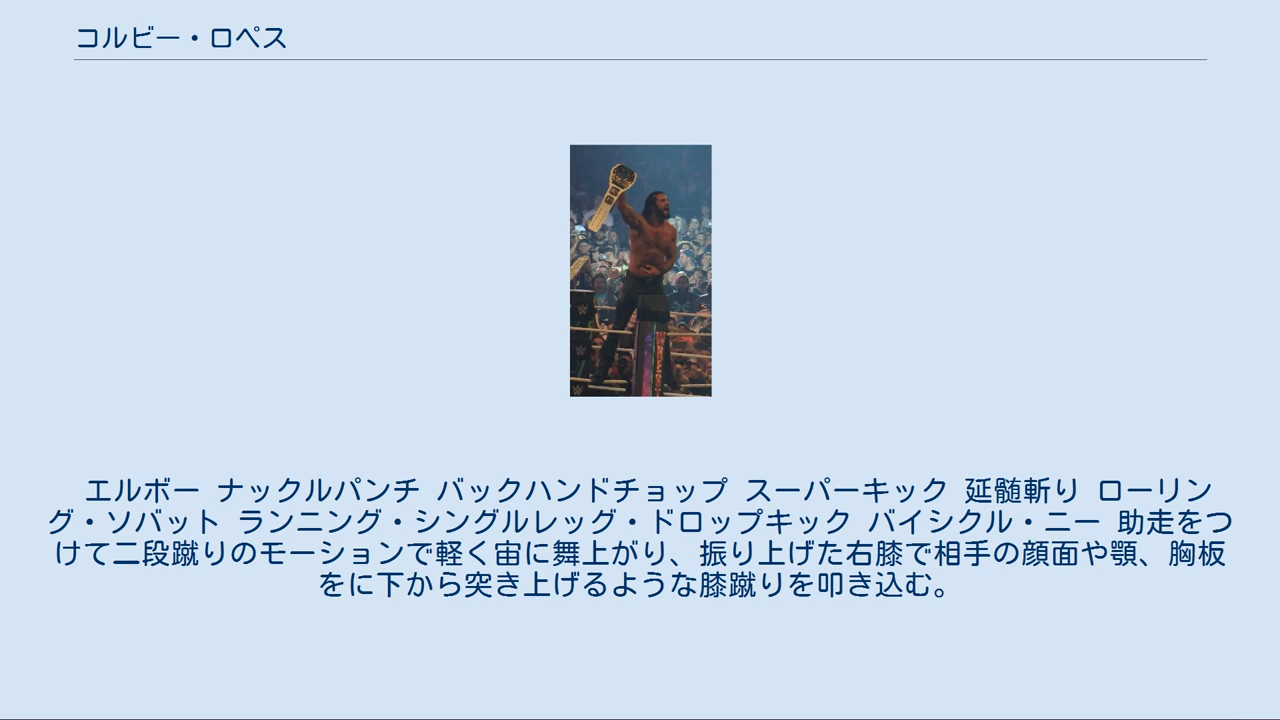 コルビー・ロペス
エルボー ナックルパンチ バックハンドチョップ スーパーキック 延髄斬り ローリン
グ・ソバット ランニング・シングルレッグ・ドロップキック バイシクル・ニー 助走をつ
けて二段蹴りのモーションで軽く宙に舞上がり、振り上げた右膝で相手の顔面や顎、胸板
をに下から突き上げるような膝蹴りを叩き込む。